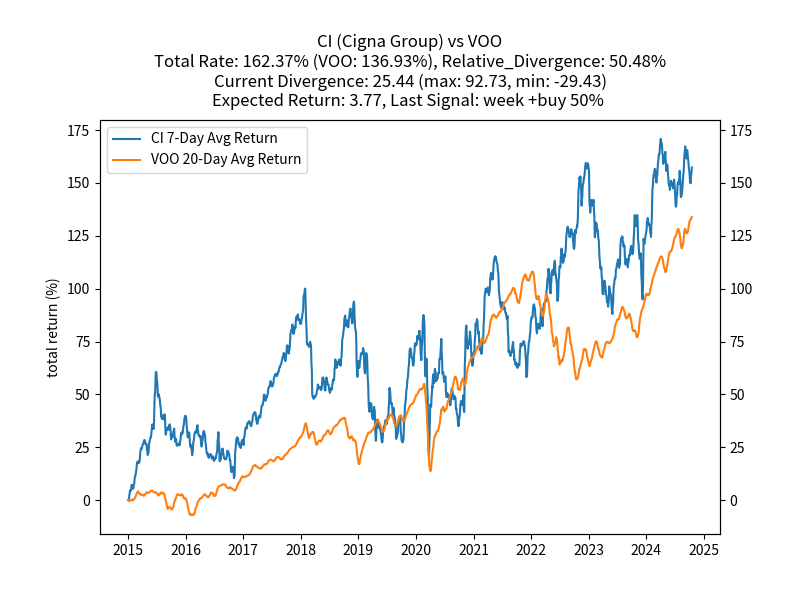 CI (Cigna Group) vs VOO
Total Rate: 162.37% (VOO: 136.93%), Relative_Divergence: 50.48%
Current Divergence: 25.44 (max: 92.73, min: -29.43)
Expected Return: 3.77, Last Signal: week +buy 50%
CI 7-Day Avg Return
VOO 20-Day Avg Return
total return (%)
175 175
150 150
125 125
100 100
75 75
50 50
25 25
0 0
2015 2016 2017 2018 2019 2020 2021 2022 2023 2024 2025